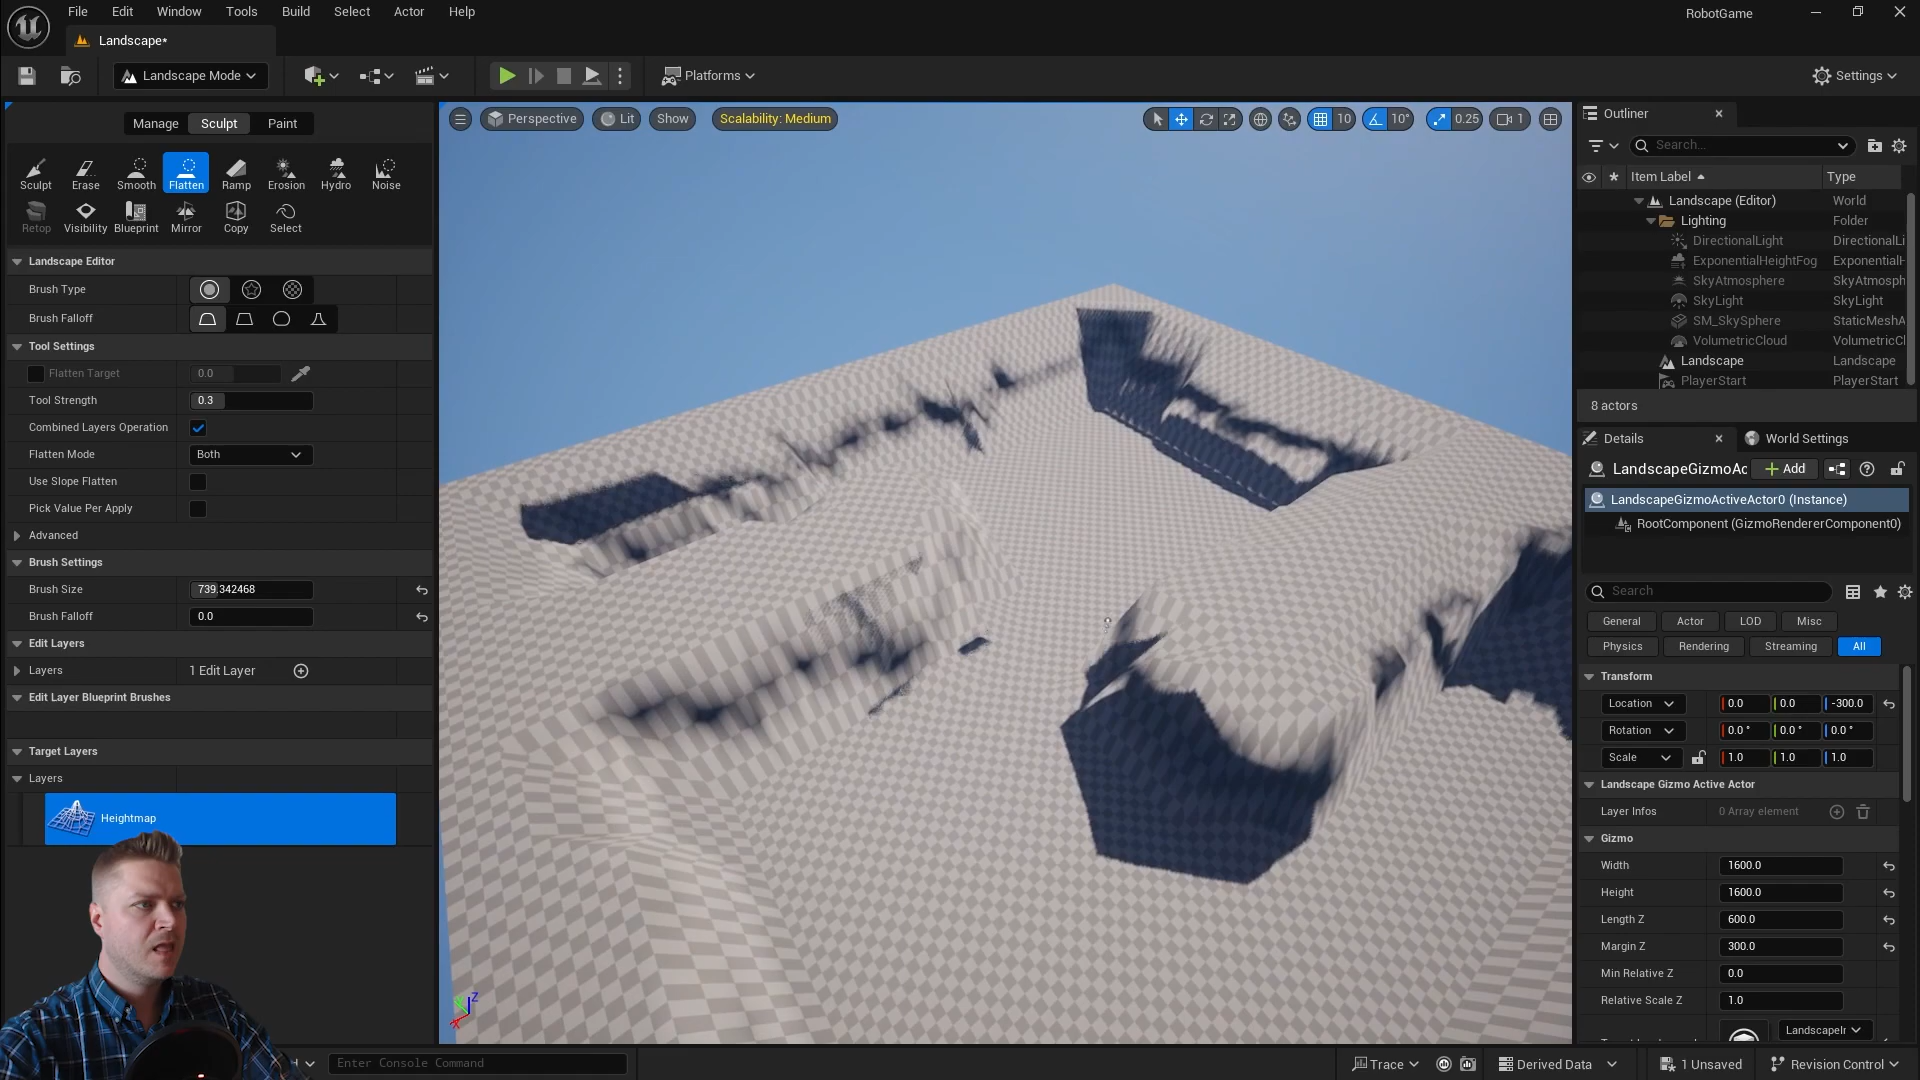 File Edit Window Tools Build Select Actor Help
RobotGame
Landscape*
Landscape Mode
Platforms
Settings
Manage Sculpt Paint
Sculpt Erase Smooth Flatten Ramp Erosion Hydro Noise
Retop Visibility Blueprint Mirror Copy Select
Landscape Editor
Brush Type
Brush Falloff
Tool Settings
Flatten Target 0.0
Tool Strength 0.3
Combined Layers Operation
Flatten Mode Both
Use Slope Flatten
Pick Value Per Apply
Advanced
Brush Settings
Brush Size 739.342468
Brush Falloff 0.0
Edit Layers
Layers 1 Edit Layer
Edit Layer Blueprint Brushes
Target Layers
Layers
Heightmap
Perspective Lit Show Scalability: Medium
10 10° 0.25 1
Z
X
Outliner
Search...
Item Label Type
Landscape (Editor) World
Lighting Folder
DirectionalLight DirectionalLi
ExponentialHeightFog ExponentialH
SkyAtmosphere SkyAtmosph
SkyLight SkyLight
SM_SkySphere StaticMeshA
VolumetricCloud VolumetricCl
Landscape Landscape
PlayerStart PlayerStart
8 actors
Details World Settings
LandscapeGizmoAc Add
LandscapeGizmoActiveActor0 (Instance)
RootComponent (GizmoRendererComponent0)
Search
General Actor LOD Misc
Physics Rendering Streaming All
Transform
Location 0.0 0.0 -300.0
Rotation 0.0 ° 0.0 ° 0.0 °
Scale 1.0 1.0 1.0
Landscape Gizmo Active Actor
Layer Infos 0 Array element
Gizmo
Width 1600.0
Height 1600.0
Length Z 600.0
Margin Z 300.0
Min Relative Z 0.0
Relative Scale Z 1.0
LandscapeIr
Enter Console Command
Trace Derived Data 1 Unsaved Revision Control